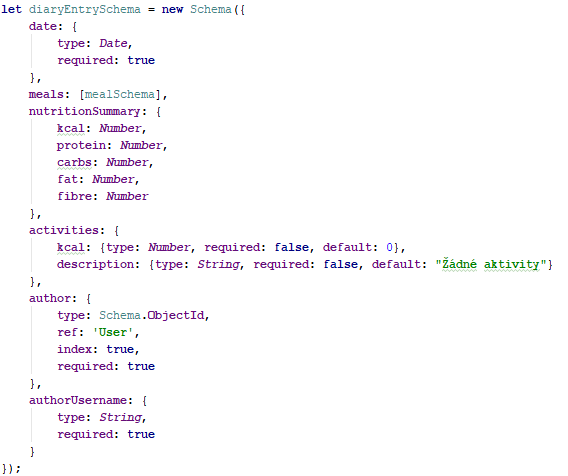 let diaryEntrySchema = new Schema({
    date: {
        type: Date,
        required: true
    },
    meals: [mealSchema],
    nutritionSummary: {
        kcal: Number,
        protein: Number,
        carbs: Number,
        fat: Number,
        fibre: Number
    },
    activities: {
        kcal: {type: Number, required: false, default: 0},
        description: {type: String, required: false, default: "Žádné aktivity"}
    },
    author: {
        type: Schema.ObjectId,
        ref: 'User',
        index: true,
        required: true
    },
    authorUsername: {
        type: String,
        required: true
    }
});